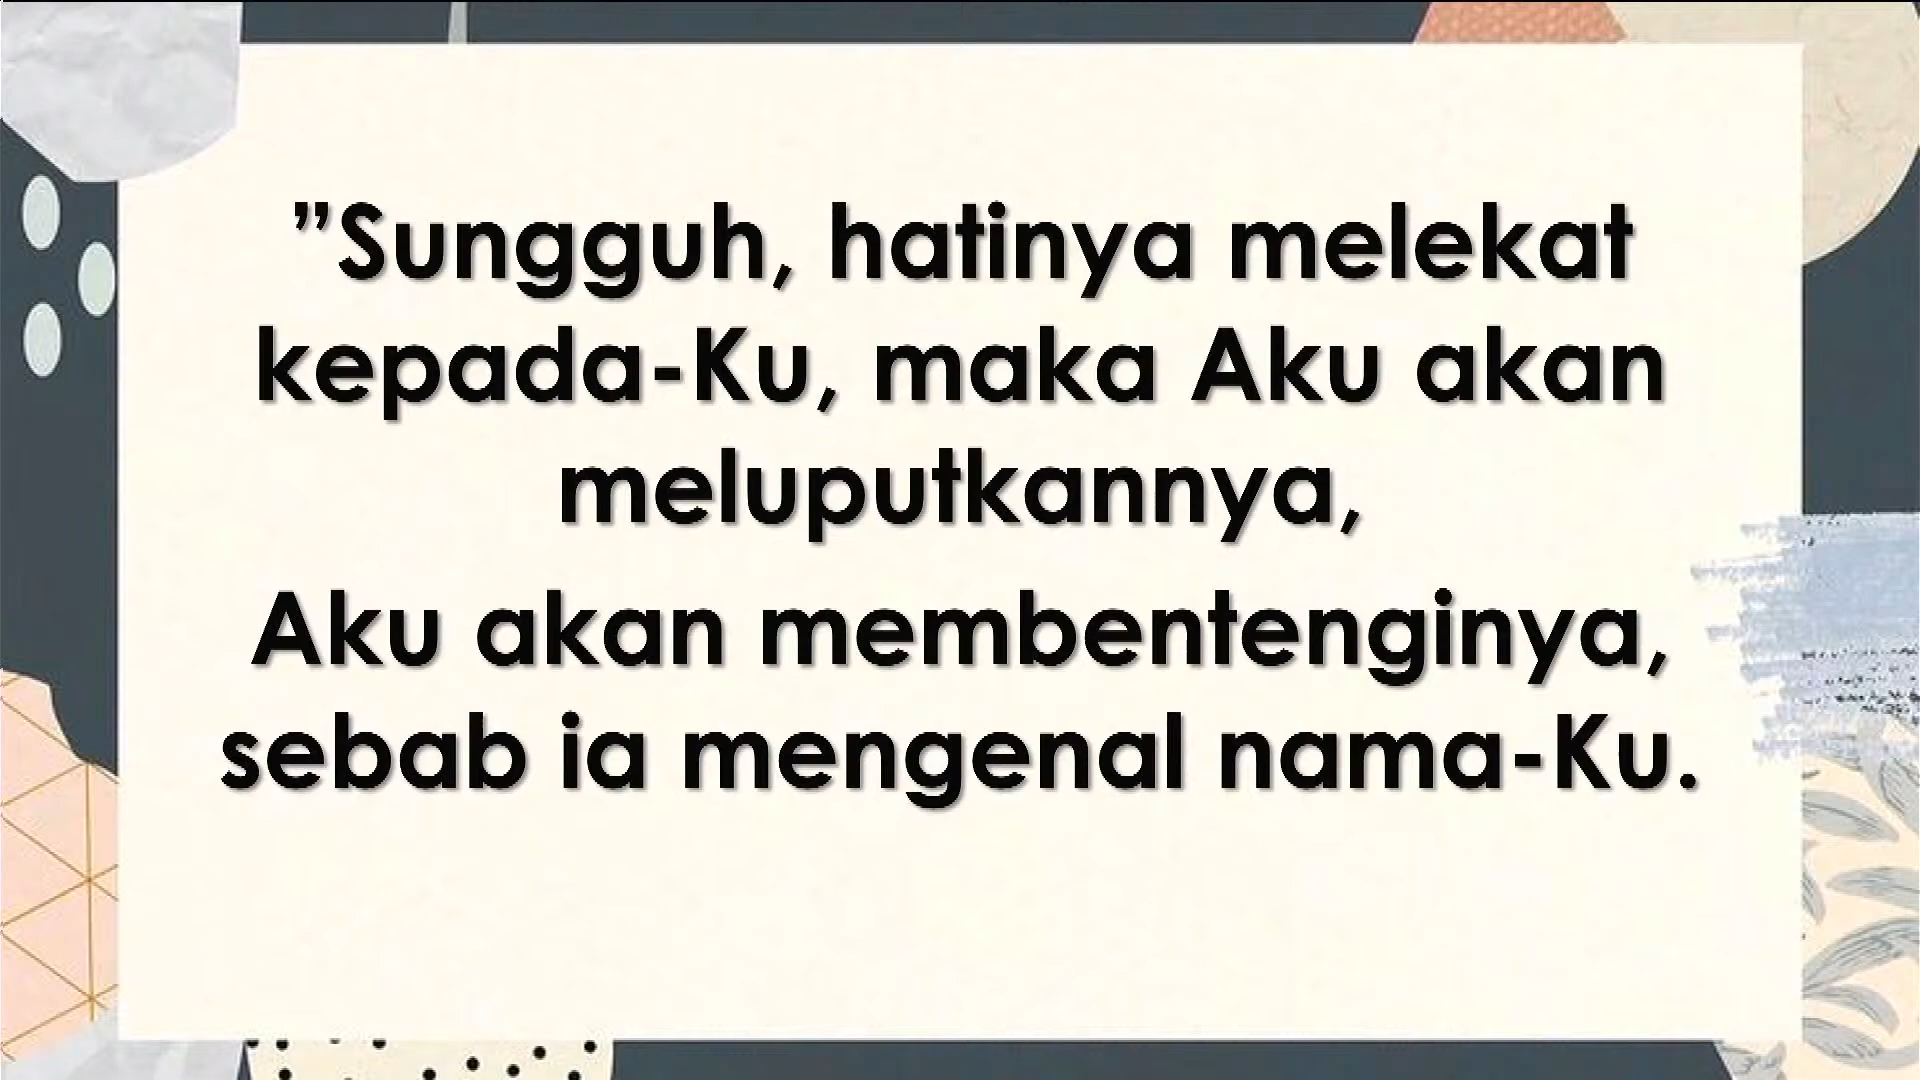 ”Sungguh, hatinya melekat
kepada-Ku, maka Aku akan
meluputkannya,
Aku akan membentenginya,
sebab ia mengenal nama-Ku.